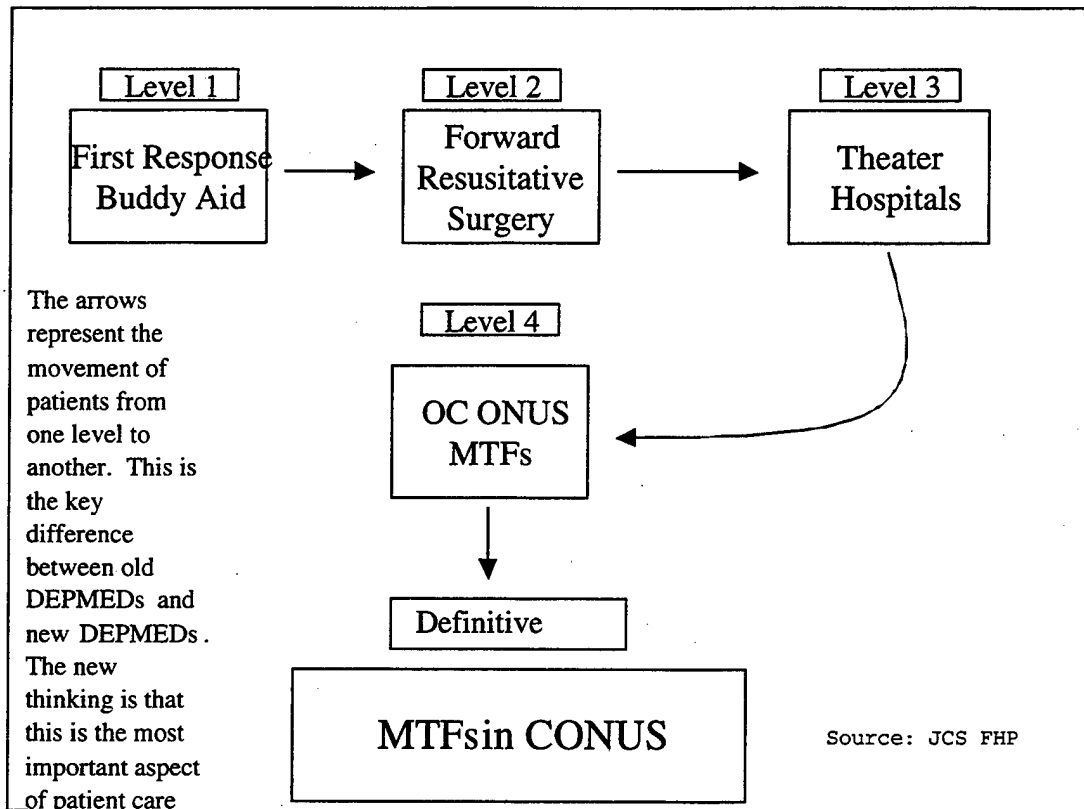 Level 1
First Response
Buddy Aid
Level 2
Forward
Resusitative
Surgery
Level 3
Theater
Hospitals
The arrows
represent the
movement of
patients from
one level to
another. This is
the key
difference
between old
DEPMEDs and
new DEPMEDs.
The new
thinking is that
this is the most
important aspect
of patient care
Level 4
OC ONUS
MTFs
Definitive
MTFsin CONUS
Source: JCS FHP